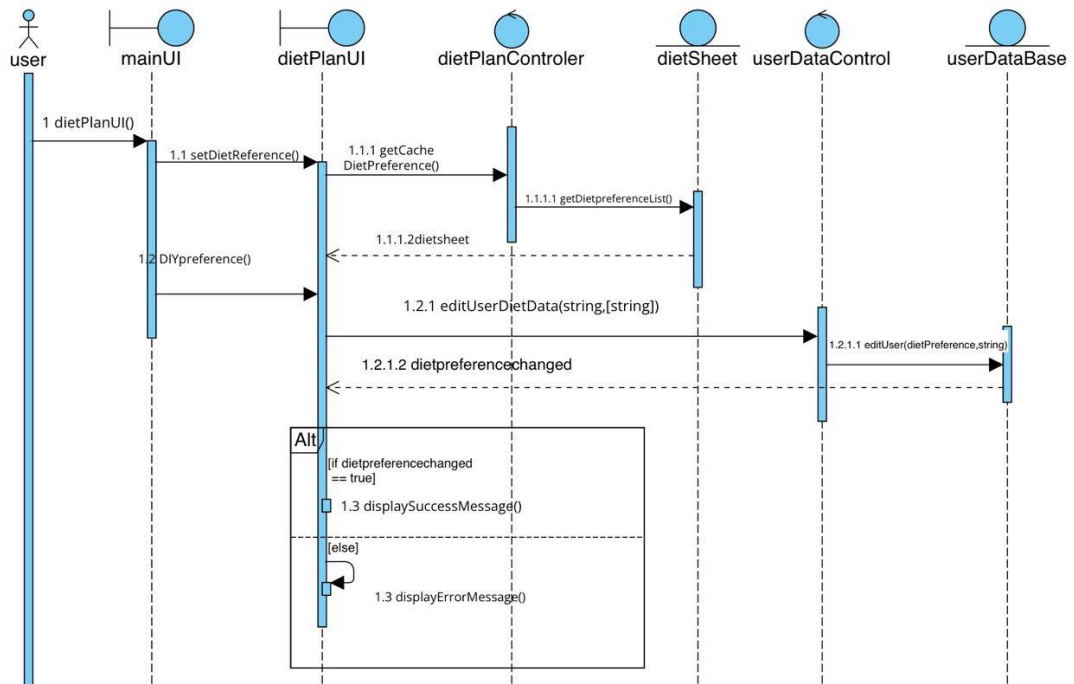 user
mainUI
dietPlanUI
dietPlanControler
dietSheet
userDataControl
userDataBase
1 dietPlanUI()
1.1 setDietReference()
1.1.1 getCache
DietPreference()
1.1.1.1 getDietpreferenceList()
1.1.1.2dietsheet
1.2 DIYpreference()
1.2.1 editUserDietData(string,[string])
1.2.1.1 editUser(dietPreference,string)
1.2.1.2 dietpreferencechanged
Alt
[if dietpreferencechanged
== true]
1.3 displaySuccessMessage()
[else]
1.3 displayErrorMessage()